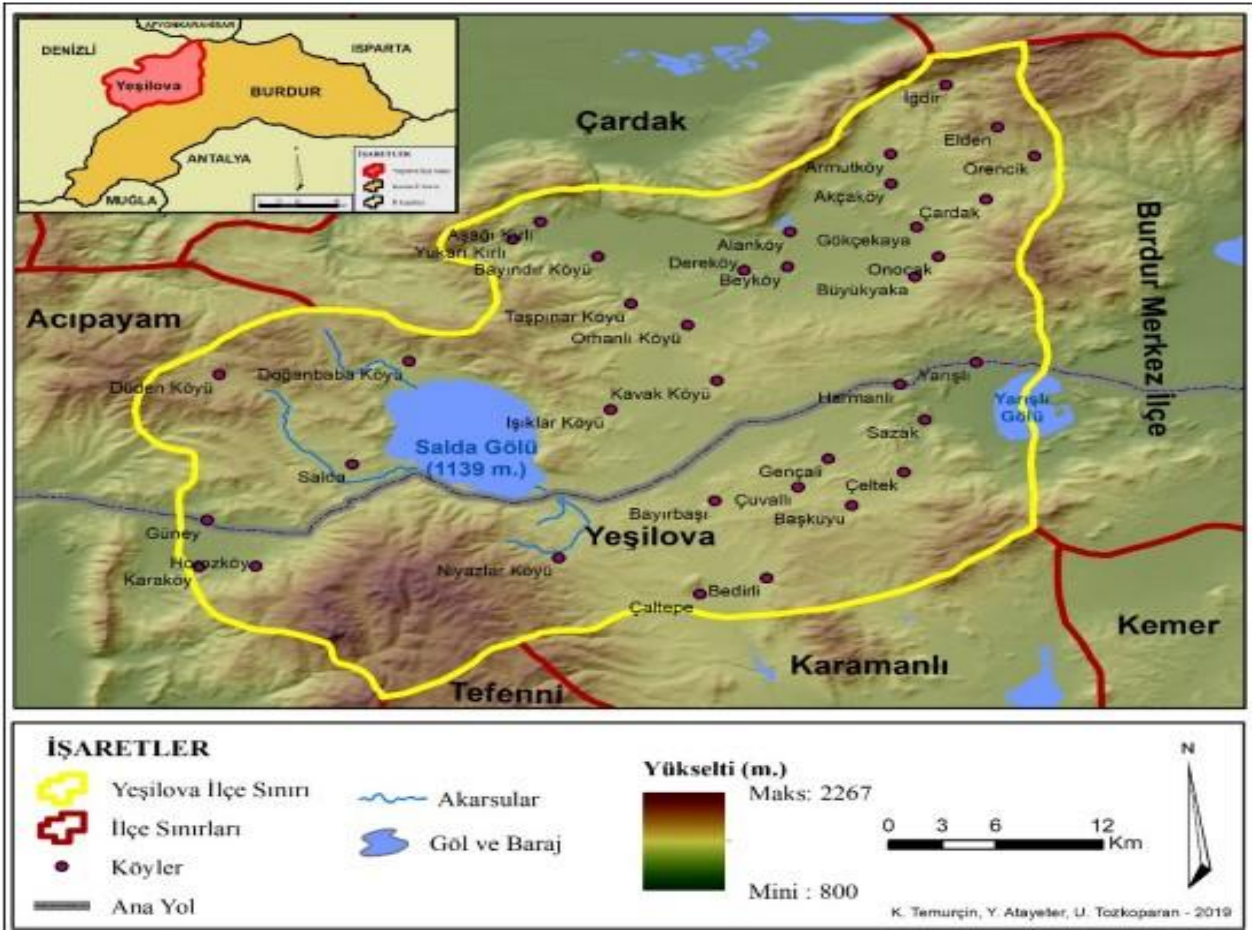 AFYONKARAHİSAR
DENİZLİ
ISPARTA
Yeşilova
BURDUR
ANTALYA
MUĞLA
İŞARETLER
Çardak
İğdir
Elden
Örencik
Armutköy
Akçaköy
Çardak
Gökçekaya
Aşağı Kırlı
Yukarı Kırlı
Bayındır Köyü
Alanköy
Dereköy
Beyköy
Onocak
Büyükyaka
Burdur Merkez İlçe
Acıpayam
Taşpınar Köyü
Orhanlı Köyü
Düden Köyü
Doğanbaba Köyü
Kavak Köyü
Yarışlı
Harmanlı
Yarışlı
Gölü
Işıklar Köyü
Sazak
Salda Gölü
(1139 m.)
Salda
Gençali
Çeltek
Çuvallı
Bayırbaşı
Başkuyu
Güney
Yeşilova
Horozköy
Karaköy
Niyazlar Köyü
Bedirli
Çaltepe
Kemer
Karamanlı
Tefenni
İŞARETLER
Yeşilova İlçe Sınırı
İlçe Sınırları
Köyler
Ana Yol
Akarsular
Göl ve Baraj
Yükselti (m.)
Maks: 2267
Mini : 800
N
0 3 6 12
Km
K. Temurçin, Y. Atayeter, U. Tozkoparan - 2019